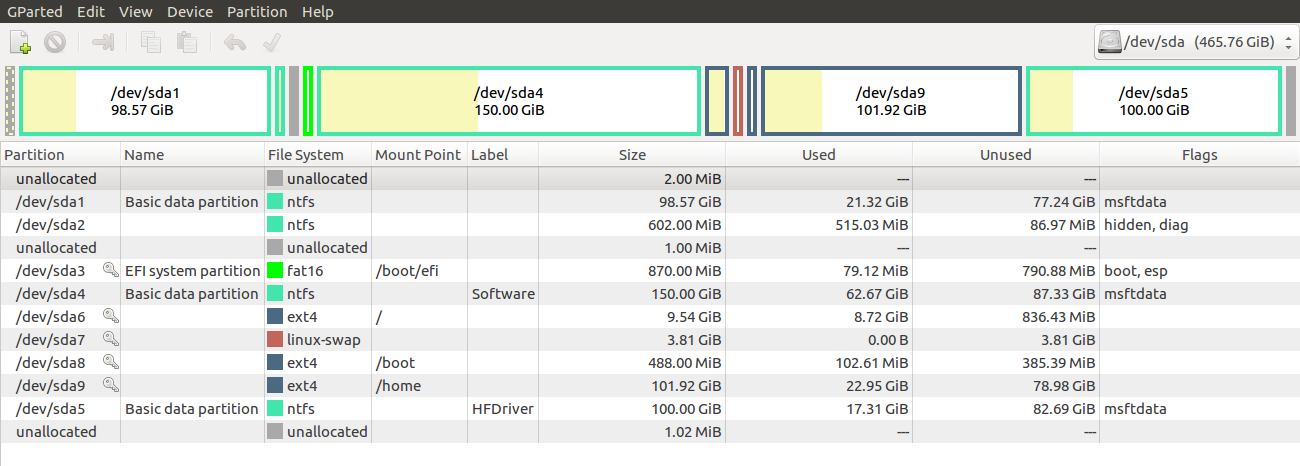 GParted Edit View Device Partition Help
/dev/sda (465.76 GiB)
/dev/sda1 /dev/sda4 /dev/sda9 /dev/sda5
98.57 GiB 150.00 GiB 101.92 GiB 100.00 GiB
Partition Name File System Mount Point Label Size Used Unused Flags
unallocated unallocated 2.00 MiB --- ---
/dev/sda1 Basic data partition ntfs 98.57 GiB 21.32 GiB 77.24 GiB msftdata
/dev/sda2 ntfs 602.00 MiB 515.03 MiB 86.97 MiB hidden, diag
unallocated unallocated 1.00 MiB --- ---
/dev/sda3 EFI system partition fat16 /boot/efi 870.00 MiB 79.12 MiB 790.88 MiB boot, esp
/dev/sda4 Basic data partition ntfs Software 150.00 GiB 62.67 GiB 87.33 GiB msftdata
/dev/sda6 ext4 / 9.54 GiB 8.72 GiB 836.43 MiB
/dev/sda7 linux-swap 3.81 GiB 0.00 B 3.81 GiB
/dev/sda8 ext4 /boot 488.00 MiB 102.61 MiB 385.39 MiB
/dev/sda9 ext4 /home 101.92 GiB 22.95 GiB 78.98 GiB
/dev/sda5 Basic data partition ntfs HFDriver 100.00 GiB 17.31 GiB 82.69 GiB msftdata
unallocated unallocated 1.02 MiB --- ---